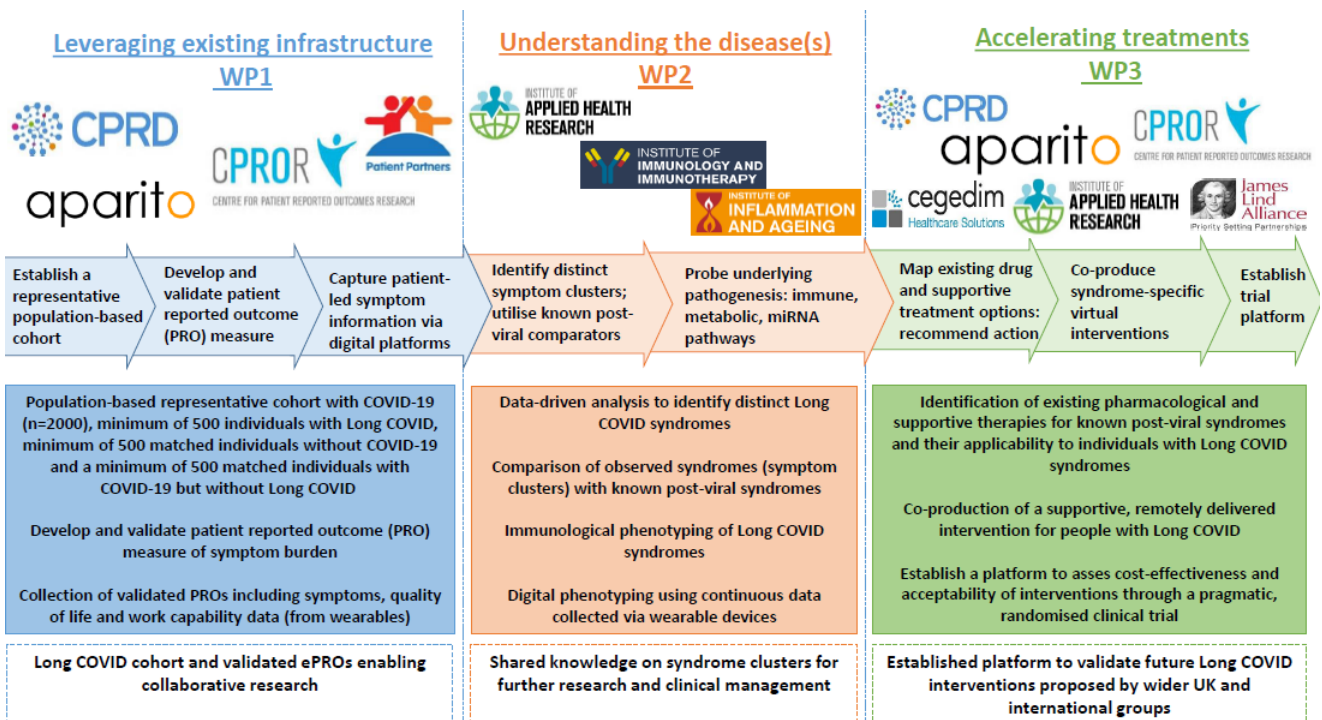 Leveraging existing infrastructure
WP1
CPRD
aparito
CPROR
CENTRE FOR PATIENT REPORTED OUTCOMES RESEARCH
Patient Partners
Establish a
representative
population-based
cohort
Develop and
validate patient
reported outcome
(PRO) measure
Capture patient-
led symptom
information via
digital platforms
Population-based representative cohort with COVID-19
(n=2000), minimum of 500 individuals with Long COVID,
minimum of 500 matched individuals without COVID-19
and a minimum of 500 matched individuals with
COVID-19 but without Long COVID
Develop and validate patient reported outcome (PRO)
measure of symptom burden
Collection of validated PROs including symptoms, quality
of life and work capability data (from wearables)
Long COVID cohort and validated ePROs enabling
collaborative research
Understanding the disease(s)
WP2
INSTITUTE OF
APPLIED HEALTH
RESEARCH
INSTITUTE OF
IMMUNOLOGY AND
IMMUNOTHERAPY
INSTITUTE OF
INFLAMMATION
AND AGEING
Identify distinct
symptom clusters;
utilise known post-
viral comparators
Probe underlying
pathogenesis: immune,
metabolic, miRNA
pathways
Data-driven analysis to identify distinct Long
COVID syndromes
Comparison of observed syndromes (symptom
clusters) with known post-viral syndromes
Immunological phenotyping of Long COVID
syndromes
Digital phenotyping using continuous data
collected via wearable devices
Shared knowledge on syndrome clusters for
further research and clinical management
Accelerating treatments
WP3
CPRD
aparito
CPROR
CENTRE FOR PATIENT REPORTED OUTCOMES RESEARCH
cegedim
Healthcare Solutions
INSTITUTE OF
APPLIED HEALTH
RESEARCH
James
Lind
Alliance
Priority Setting Partnerships
Map existing drug
and supportive
treatment options:
recommend action
Co-produce
syndrome-specific
virtual
interventions
Establish
trial
platform
Identification of existing pharmacological and
supportive therapies for known post-viral syndromes
and their applicability to individuals with Long COVID
syndromes
Co-production of a supportive, remotely delivered
intervention for people with Long COVID
Establish a platform to asses cost-effectiveness and
acceptability of interventions through a pragmatic,
randomised clinical trial
Established platform to validate future Long COVID
interventions proposed by wider UK and
international groups